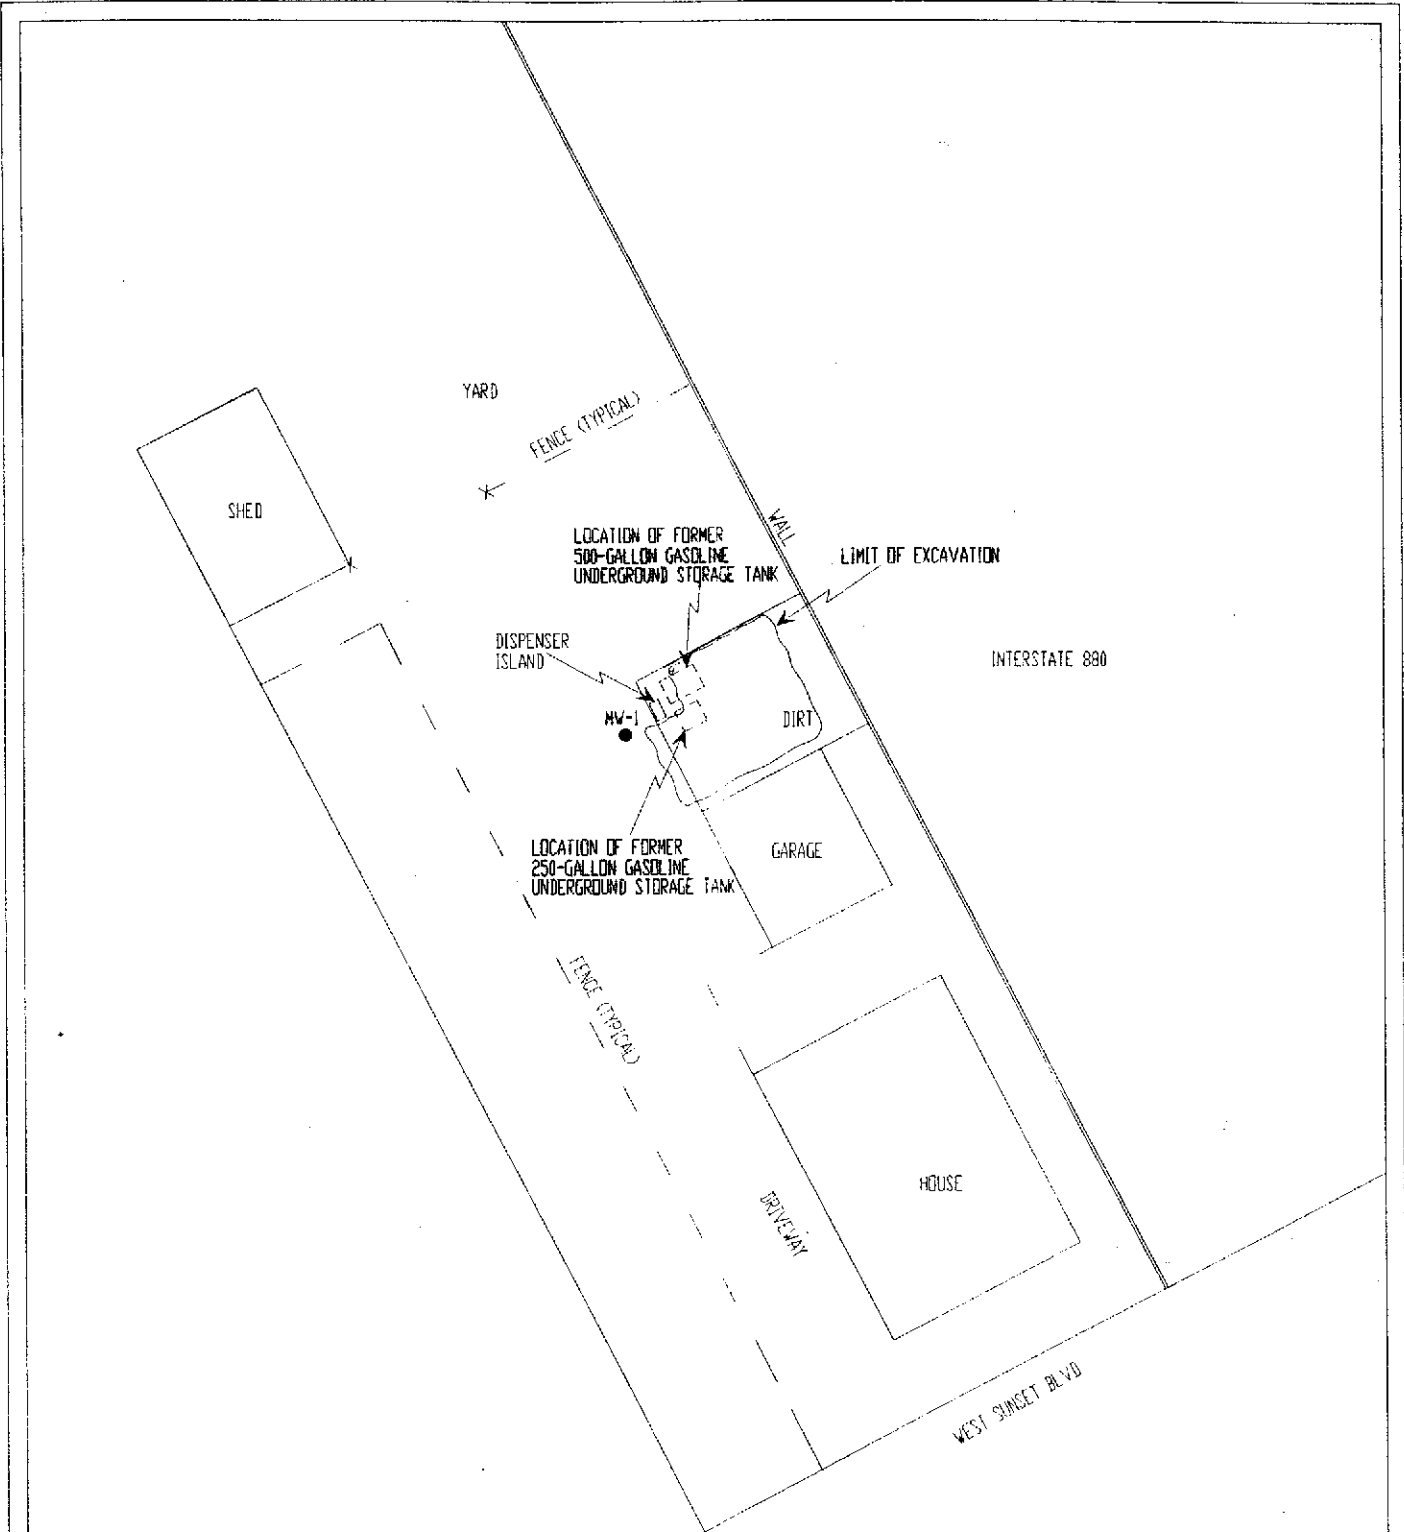 YARD
FENCE (TYPICAL)
SHED
WALL
LOCATION OF FORMER
500-GALLON GASOLINE
UNDERGROUND STORAGE TANK
LIMIT OF EXCAVATION
DISPENSER
ISLAND
INTERSTATE 880
MW-1
DIRT
LOCATION OF FORMER
250-GALLON GASOLINE
UNDERGROUND STORAGE TANK
GARAGE
FENCE (TYPICAL)
HOUSE
DRIVEWAY
WEST SUNSET BLVD